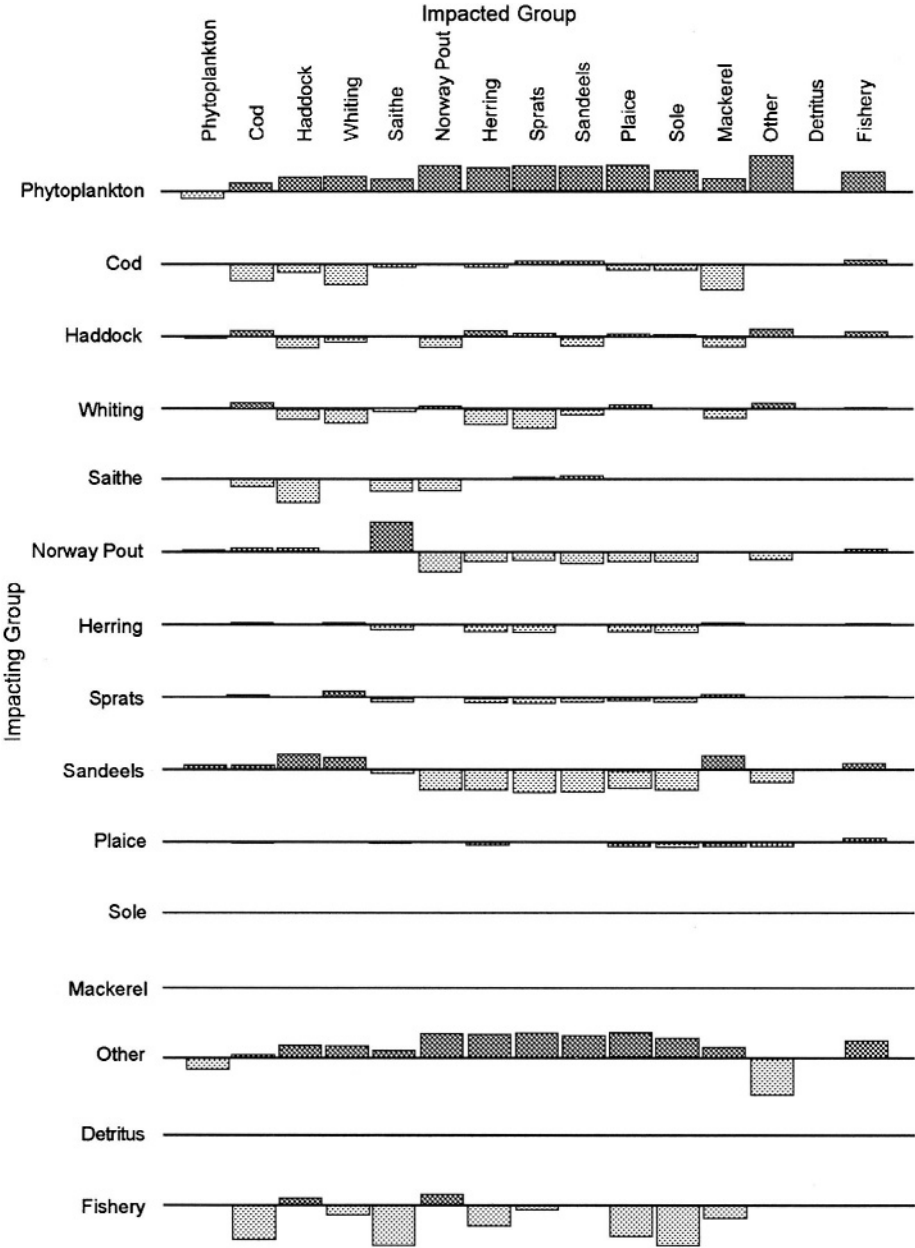 Impacted Group
Phytoplankton
Cod
Haddock
Whiting
Saithe
Norway Pout
Herring
Sprats
Sandeels
Plaice
Sole
Mackerel
Other
Detritus
Fishery
Impacting Group
Phytoplankton
Cod
Haddock
Whiting
Saithe
Norway Pout
Herring
Sprats
Sandeels
Plaice
Sole
Mackerel
Other
Detritus
Fishery